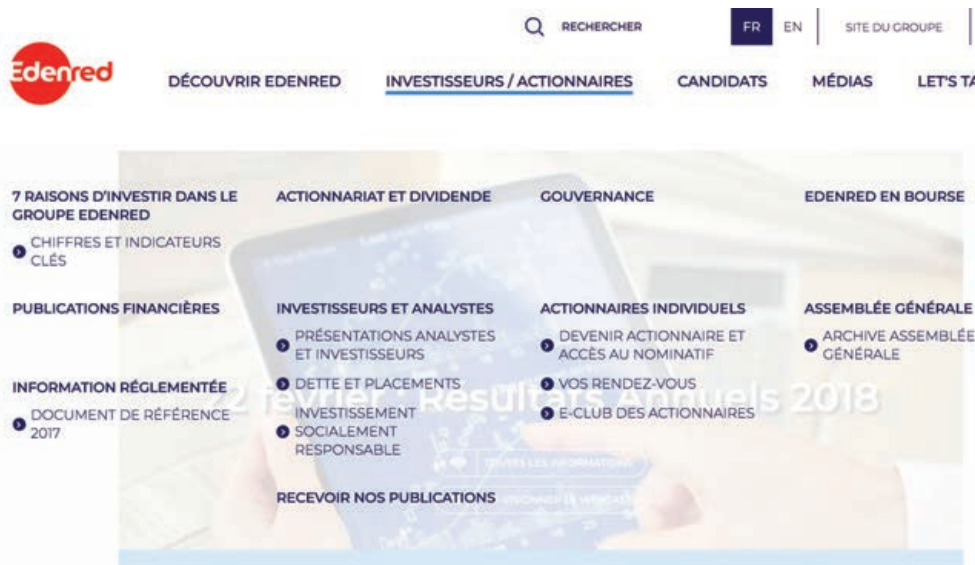 RECHERCHER
FR
EN
SITE DU GROUPE
Edenred
DÉCOUVRIR EDENRED
INVESTISSEURS / ACTIONNAIRES
CANDIDATS
MÉDIAS
LET'S
7 RAISONS D'INVESTIR DANS LE
GROUPE EDENRED
CHIFFRES ET INDICATEURS
CLÉS
ACTIONNARIAT ET DIVIDENDE
GOUVERNANCE
EDENRED EN BOURSE
PUBLICATIONS FINANCIÈRES
INVESTISSEURS ET ANALYSTES
PRÉSENTATIONS ANALYSTES
ET INVESTISSEURS
DETTE ET PLACEMENTS
INVESTISSEMENT
SOCIALEMENT
RESPONSABLE
ACTIONNAIRES INDIVIDUELS
DEVENIR ACTIONNAIRE ET
ACCÈS AU NOMINATIF
VOS RENDEZ-VOUS
E-CLUB DES ACTIONNAIRES
ASSEMBLÉE GÉNÉRALE
ARCHIVE ASSEMBLÉE
GÉNÉRALE
INFORMATION RÉGLEMENTÉE
DOCUMENT DE RÉFÉRENCE
2017
RECEVOIR NOS PUBLICATIONS
février : Résultats Annuels 2018
TOUTES LES INFORMATIONS